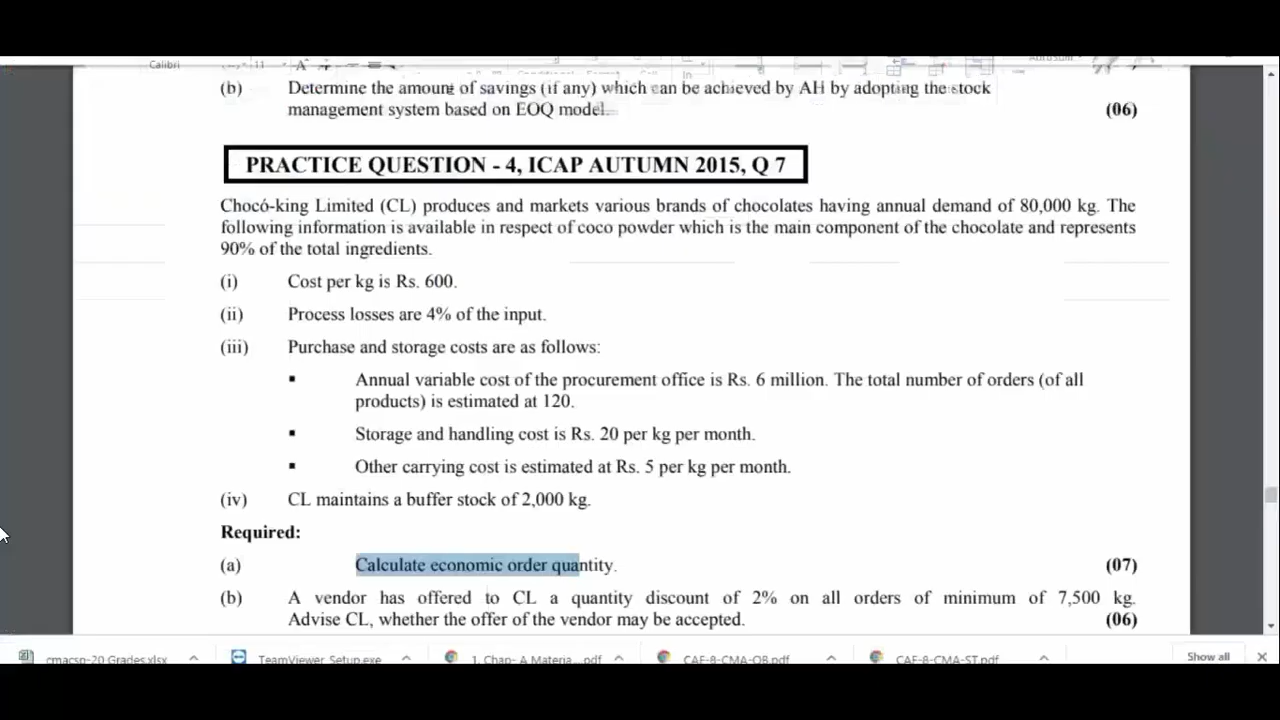 Calibri
11
(b) Determine the amount of savings (if any) which can be achieved by AH by adopting the stock
management system based on EOQ model. (06)
PRACTICE QUESTION - 4, ICAP AUTUMN 2015, Q 7
Chocó-king Limited (CL) produces and markets various brands of chocolates having annual demand of 80,000 kg. The
following information is available in respect of coco powder which is the main component of the chocolate and represents
90% of the total ingredients.
(i) Cost per kg is Rs. 600.
(ii) Process losses are 4% of the input.
(iii) Purchase and storage costs are as follows:
▪ Annual variable cost of the procurement office is Rs. 6 million. The total number of orders (of all
products) is estimated at 120.
▪ Storage and handling cost is Rs. 20 per kg per month.
▪ Other carrying cost is estimated at Rs. 5 per kg per month.
(iv) CL maintains a buffer stock of 2,000 kg.
Required:
(a) Calculate economic order quantity. (07)
(b) A vendor has offered to CL a quantity discount of 2% on all orders of minimum of 7,500 kg.
Advise CL, whether the offer of the vendor may be accepted. (06)
cmacsp-20 Grades.xlsx TeamViewer_Setup.exe 1. Chap- A Materia....pdf CAF-8-CMA-QB.pdf CAF-8-CMA-ST.pdf Show all